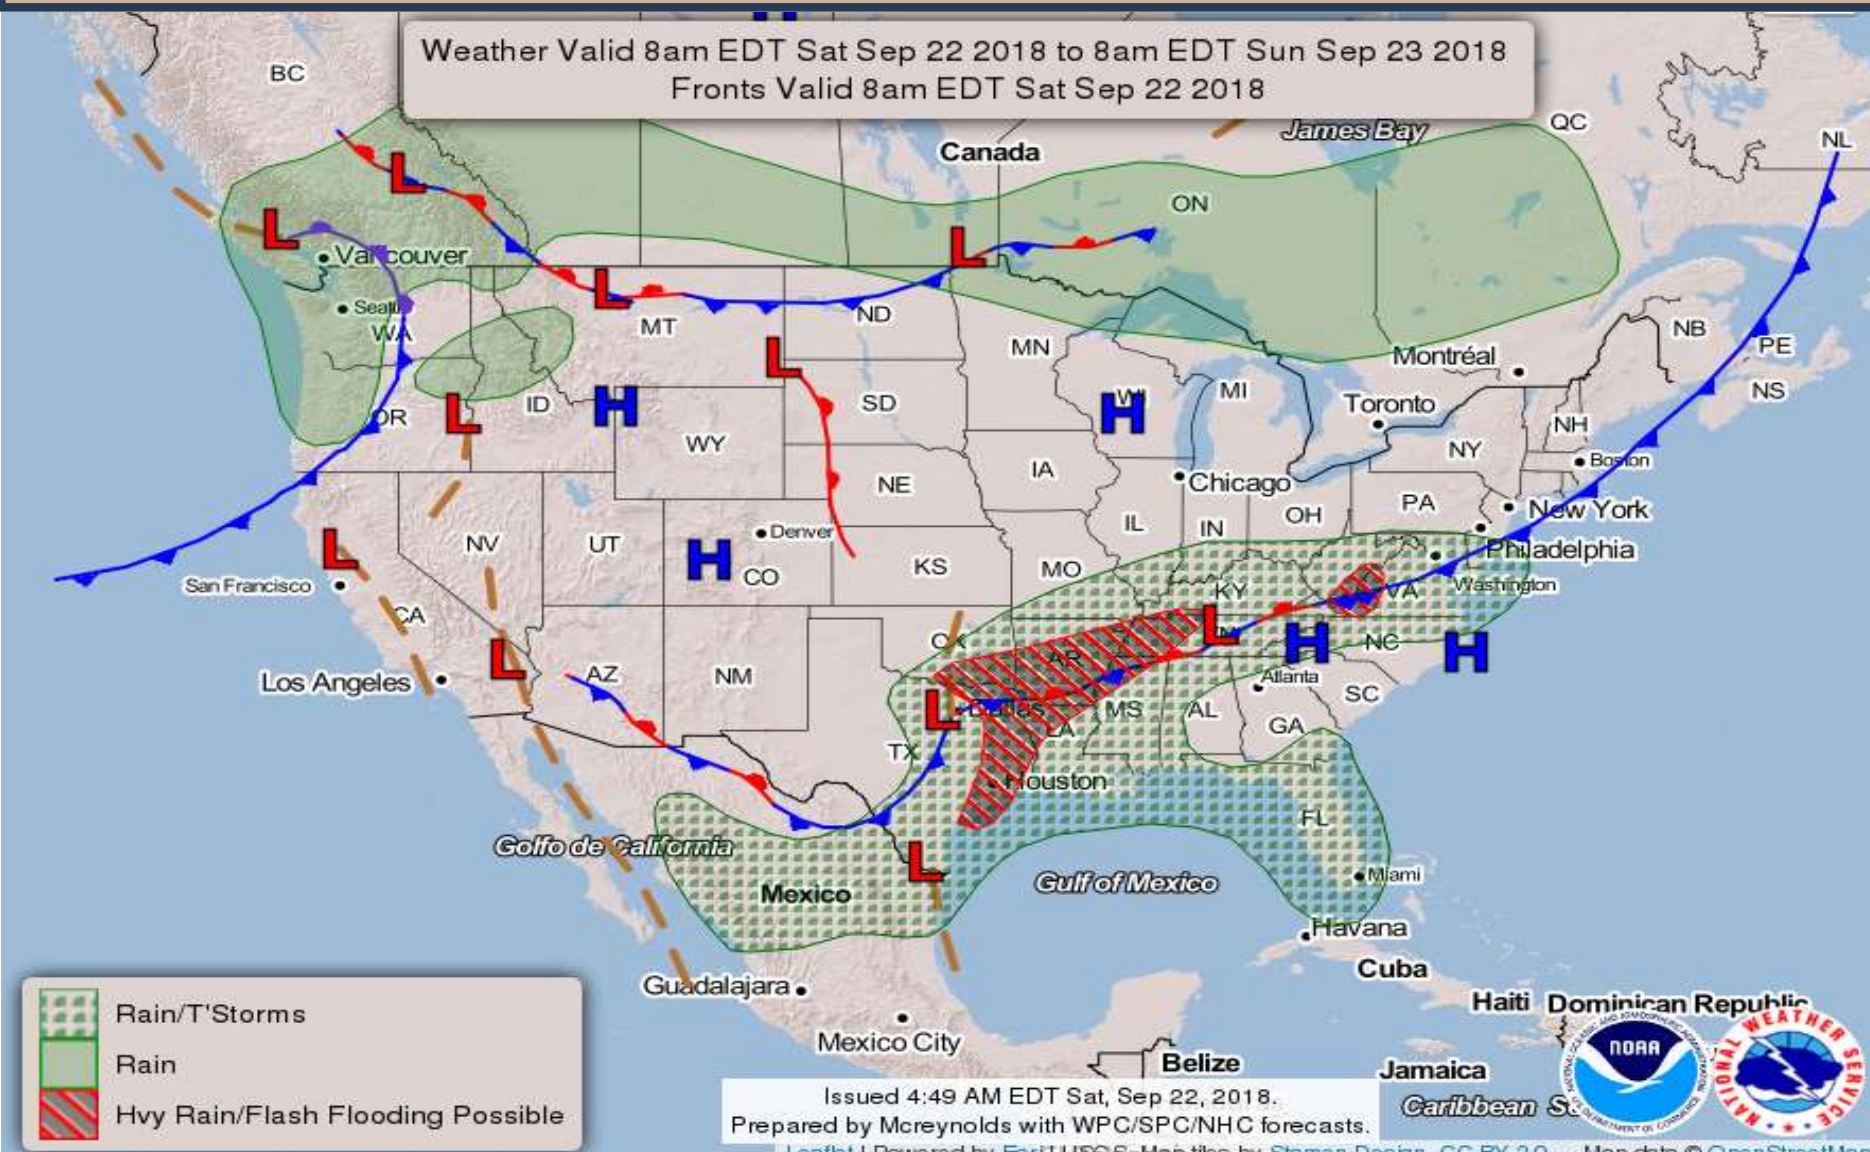 Weather Valid 8am EDT Sat Sep 22 2018 to 8am EDT Sun Sep 23 2018
Fronts Valid 8am EDT Sat Sep 22 2018
H
BC
James Bay
QC
NL
Canada
L
ON
L
Vancouver
L
L
Seattle
WA
MT
ND
NB
PE
MN
Montréal
L
NS
OR
L
ID
H
SD
H
WI
MI
Toronto
NH
WY
NY
Boston
IA
NE
Chicago
PA
New York
IL
IN
OH
L
NV
UT
Denver
H
CO
KS
MO
Philadelphia
San Francisco
CA
KY
VA
Washington
OK
L
H
NC
H
L
AR
Los Angeles
AZ
NM
Atlanta
SC
L
Dallas
MS
AL
GA
TX
LA
Houston
FL
Golfo de California
L
Mexico
Gulf of Mexico
Miami
Havana
Guadalajara
Cuba
Haiti
Dominican Republic
Mexico City
Belize
Jamaica
Caribbean
Rain/T'Storms
Rain
Hvy Rain/Flash Flooding Possible
Issued 4:49 AM EDT Sat, Sep 22, 2018.
Prepared by Mcreynolds with WPC/SPC/NHC forecasts.
NOAA
NATIONAL WEATHER SERVICE